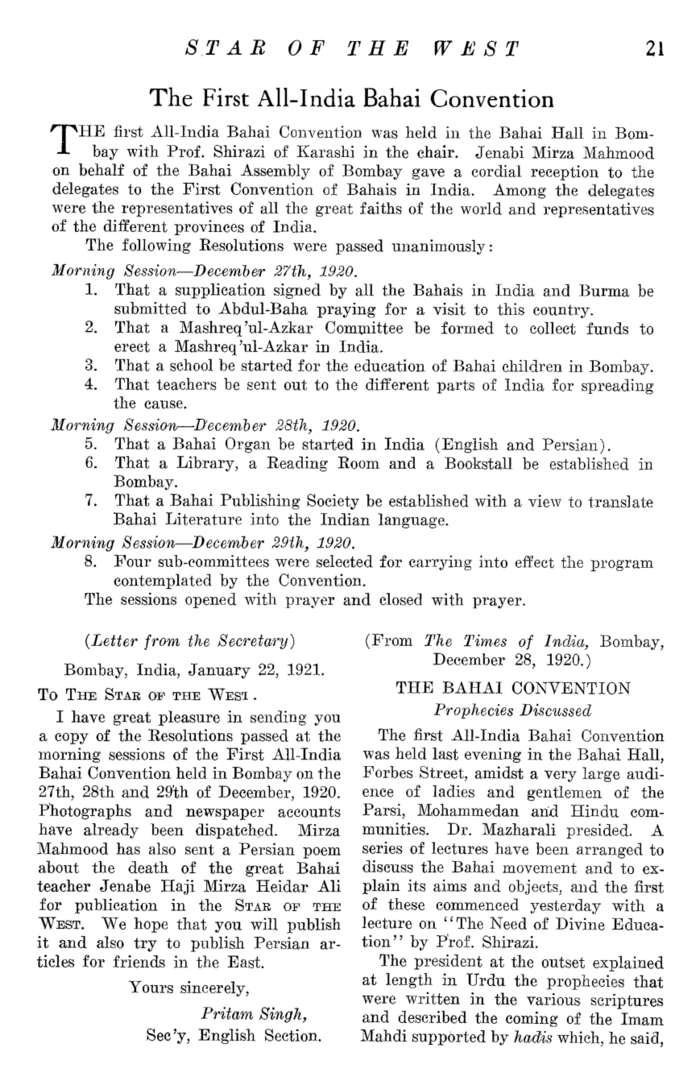 STAR OF THE WEST 21
The First All-India Bahai Convention
THE first All-India Bahai Convention was held in the Bahai Hall in Bom-
bay with Prof. Shirazi of Karashi in the chair. Jenabi Mirza Mahmood
on behalf of the Bahai Assembly of Bombay gave a cordial reception to the
delegates to the First Convention of Bahais in India. Among the delegates
were the representatives of all the great faiths of the world and representatives
of the different provinces of India.
The following Resolutions were passed unanimously:
Morning Session—December 27th, 1920.
1. That a supplication signed by all the Bahais in India and Burma be
submitted to Abdul-Baha praying for a visit to this country.
2. That a Mashreq'ul-Azkar Committee be formed to collect funds to
erect a Mashreq'ul-Azkar in India.
3. That a school be started for the education of Bahai children in Bombay.
4. That teachers be sent out to the different parts of India for spreading
the cause.
Morning Session—December 28th, 1920.
5. That a Bahai Organ be started in India (English and Persian).
6. That a Library, a Reading Room and a Bookstall be established in
Bombay.
7. That a Bahai Publishing Society be established with a view to translate
Bahai Literature into the Indian language.
Morning Session—December 29th, 1920.
8. Four sub-committees were selected for carrying into effect the program
contemplated by the Convention.
The sessions opened with prayer and closed with prayer.
(Letter from the Secretary)
Bombay, India, January 22, 1921.
TO THE STAR OF THE WEST.
I have great pleasure in sending you
a copy of the Resolutions passed at the
morning sessions of the First All-India
Bahai Convention held in Bombay on the
27th, 28th and 29th of December, 1920.
Photographs and newspaper accounts
have already been dispatched. Mirza
Mahmood has also sent a Persian poem
about the death of the great Bahai
teacher Jenabe Haji Mirza Heidar Ali
for publication in the STAR OF THE
WEST. We hope that you will publish
it and also try to publish Persian ar-
ticles for friends in the East.
Yours sincerely,
Pritam Singh,
Sec'y, English Section.
(From The Times of India, Bombay,
December 28, 1920.)
THE BAHAI CONVENTION
Prophecies Discussed
The first All-India Bahai Convention
was held last evening in the Bahai Hall,
Forbes Street, amidst a very large audi-
ence of ladies and gentlemen of the
Parsi, Mohammedan and Hindu com-
munities. Dr. Mazharali presided. A
series of lectures have been arranged to
discuss the Bahai movement and to ex-
plain its aims and objects, and the first
of these commenced yesterday with a
lecture on "The Need of Divine Educa-
tion" by Prof. Shirazi.
The president at the outset explained
at length in Urdu the prophecies that
were written in the various scriptures
and described the coming of the Imam
Mahdi supported by hadis which, he said,